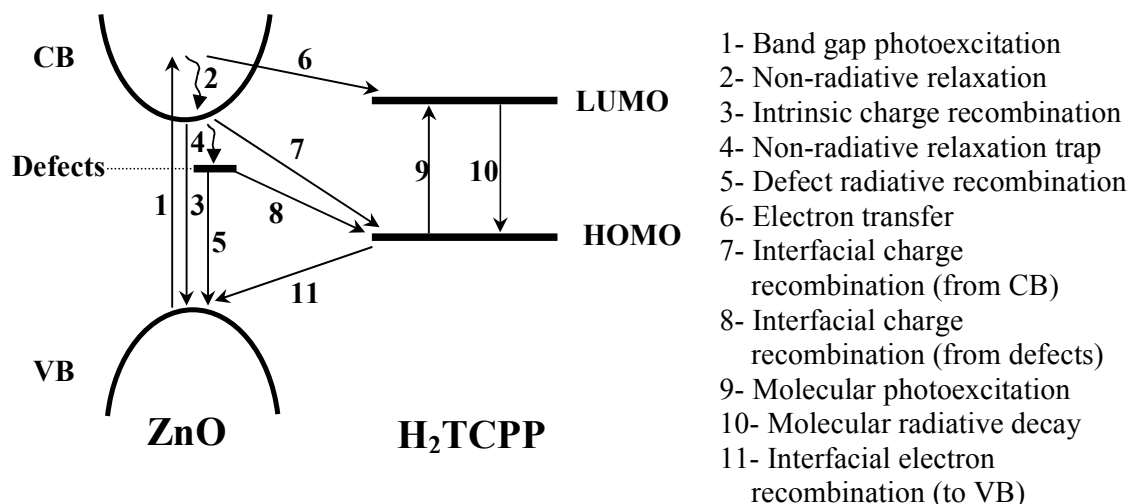 CB
VB
Defects
1
2
3
4
5
6
7
8
9
10
11
LUMO
HOMO
ZnO
H₂TCPP
1- Band gap photoexcitation
2- Non-radiative relaxation
3- Intrinsic charge recombination
4- Non-radiative relaxation trap
5- Defect radiative recombination
6- Electron transfer
7- Interfacial charge
recombination (from CB)
8- Interfacial charge
recombination (from defects)
9- Molecular photoexcitation
10- Molecular radiative decay
11- Interfacial electron
recombination (to VB)